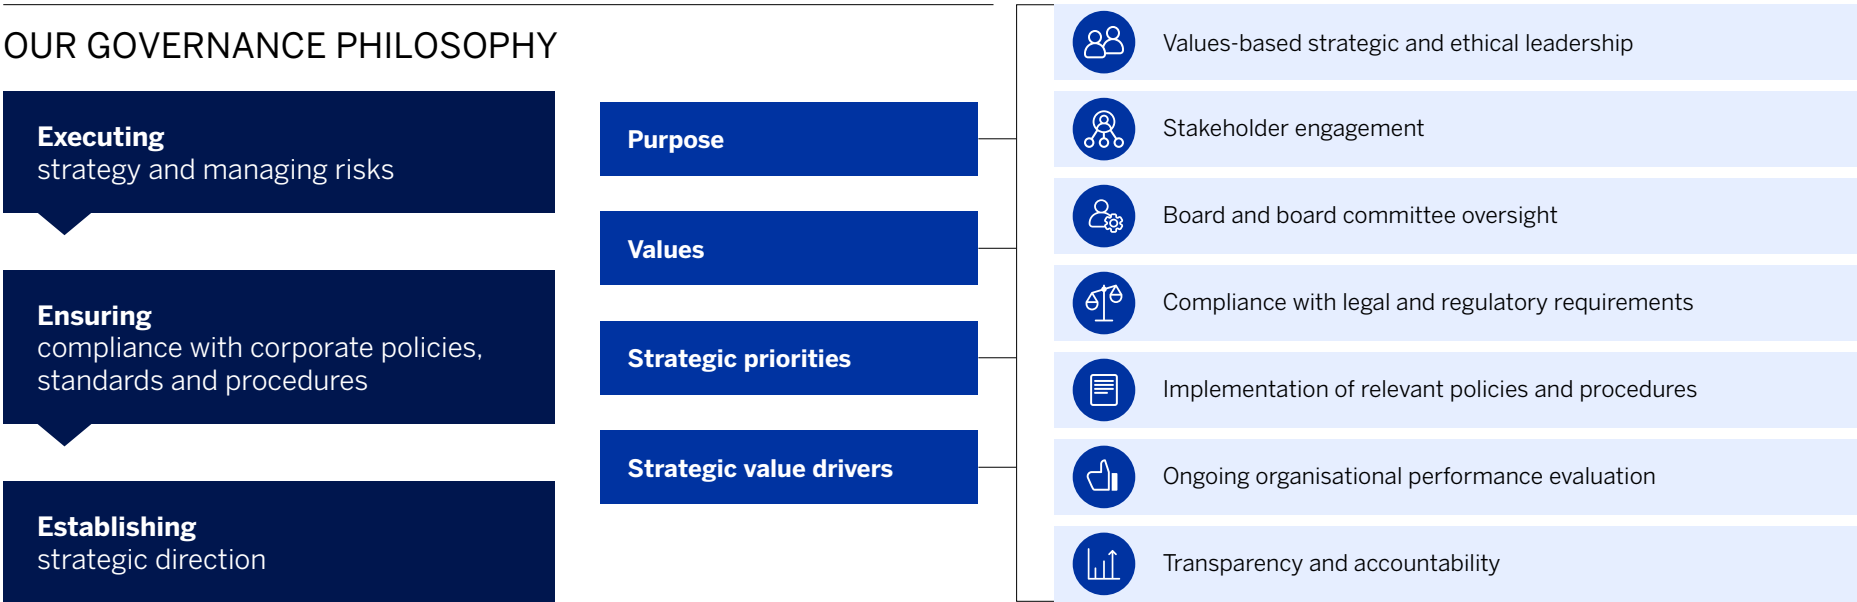 OUR GOVERNANCE PHILOSOPHY
Executing
strategy and managing risks
Ensuring
compliance with corporate policies,
standards and procedures
Establishing
strategic direction
Purpose
Values
Strategic priorities
Strategic value drivers
Values-based strategic and ethical leadership
Stakeholder engagement
Board and board committee oversight
Compliance with legal and regulatory requirements
Implementation of relevant policies and procedures
Ongoing organisational performance evaluation
Transparency and accountability